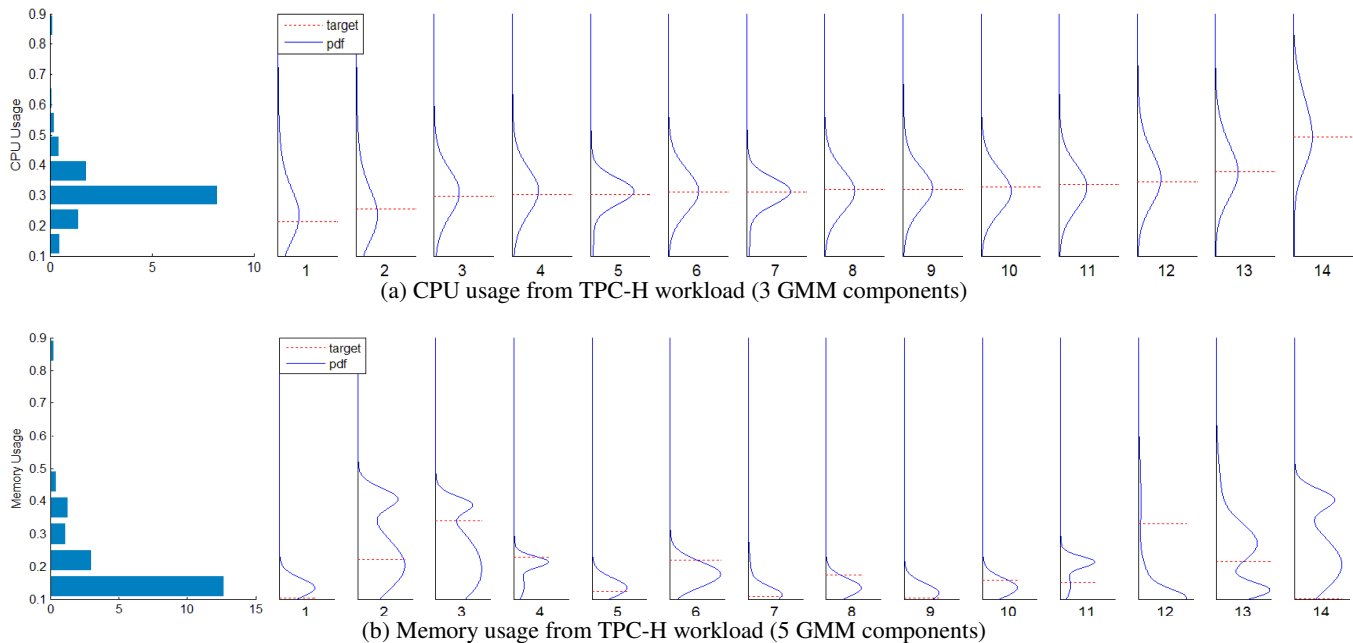 0.9
0.8
0.7
0.6
0.5
0.4
0.3
0.2
0.1
CPU Usage
0 5 10
target
pdf
1 2 3 4 5 6 7 8 9 10 11 12 13 14
(a) CPU usage from TPC-H workload (3 GMM components)
0.9
0.8
0.7
0.6
0.5
0.4
0.3
0.2
0.1
Memory Usage
0 5 10 15
target
pdf
1 2 3 4 5 6 7 8 9 10 11 12 13 14
(b) Memory usage from TPC-H workload (5 GMM components)